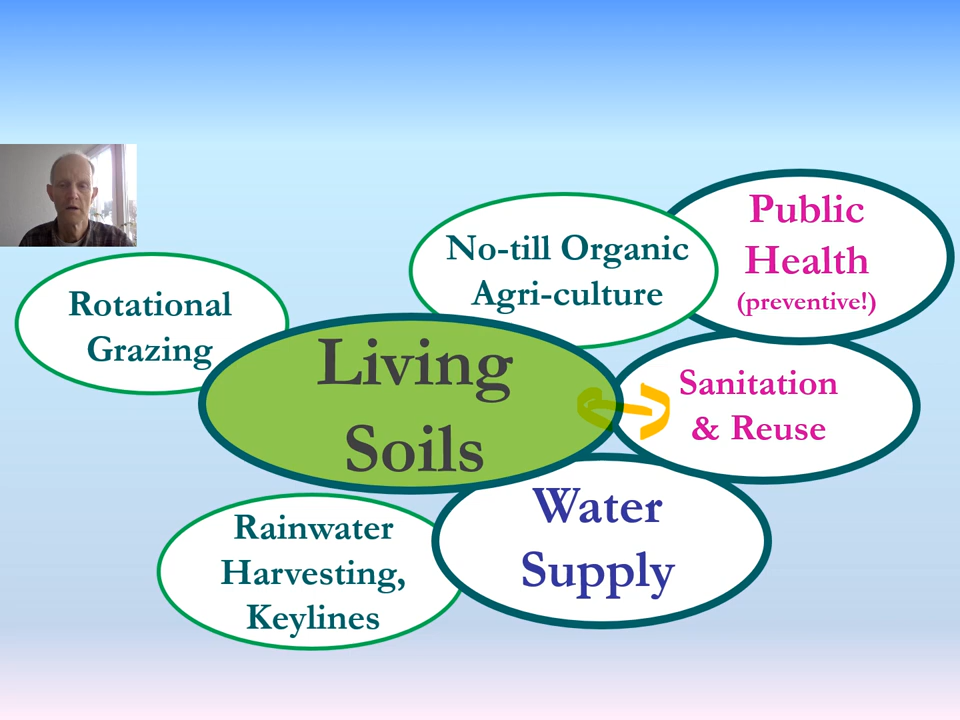 Public
Health
(preventive!)
No-till Organic
Agri-culture
Rotational
Grazing
Living
Soils
Sanitation
& Reuse
Water
Supply
Rainwater
Harvesting,
Keylines